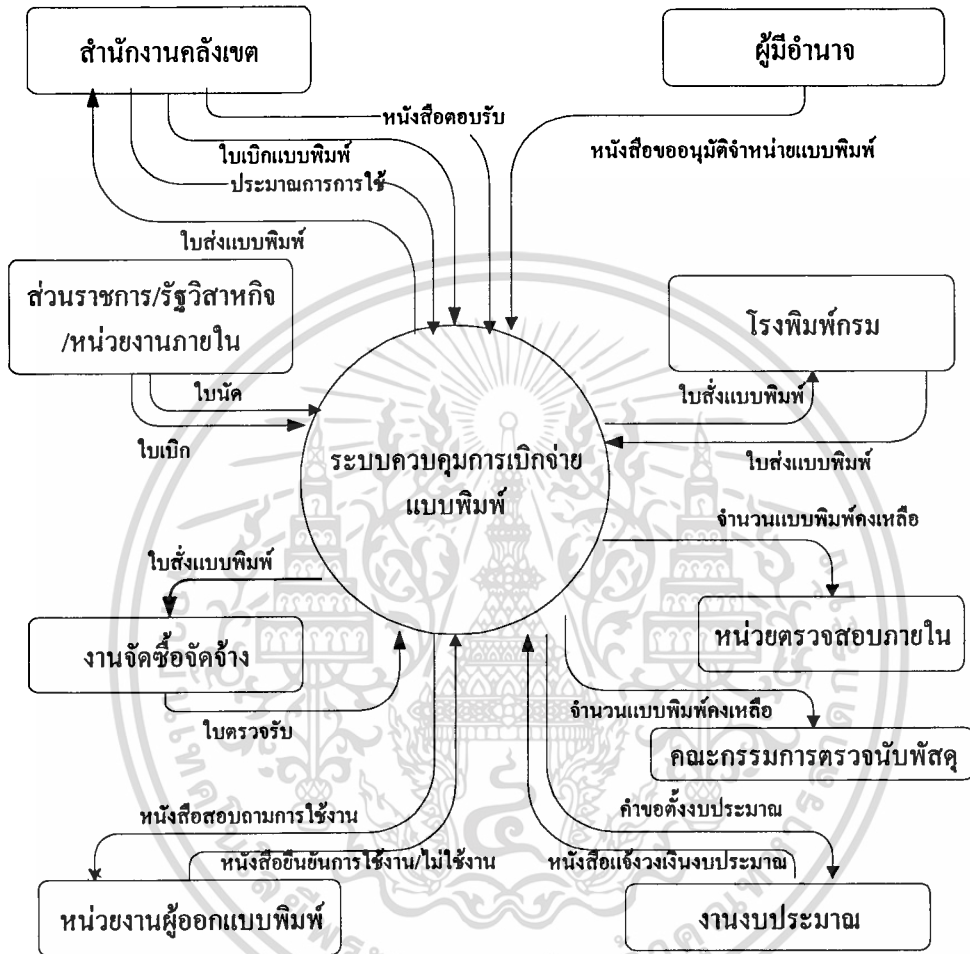 สำนักงานคลังเขต
ผู้มีอำนาจ
หนังสือตอบรับ
ใบเบิกแบบพิมพ์
หนังสือขออนุมัติจำหน่ายแบบพิมพ์
ประมาณการการใช้
ใบส่งแบบพิมพ์
ส่วนราชการ/รัฐวิสาหกิจ
/หน่วยงานภายใน
โรงพิมพ์กรม
ใบนัด
ใบสั่งแบบพิมพ์
ใบเบิก
ใบส่งแบบพิมพ์
ระบบควบคุมการเบิกจ่าย
แบบพิมพ์
จำนวนแบบพิมพ์คงเหลือ
ใบสั่งแบบพิมพ์
งานจัดซื้อจัดจ้าง
หน่วยตรวจสอบภายใน
ใบตรวจรับ
จำนวนแบบพิมพ์คงเหลือ
คณะกรรมการตรวจนับพัสดุ
หนังสือสอบถามการใช้งาน
คำขอตั้งงบประมาณ
หนังสือยืนยันการใช้งาน/ไม่ใช้งาน
หนังสือแจ้งวงเงินงบประมาณ
หน่วยงานผู้ออกแบบพิมพ์
งานงบประมาณ